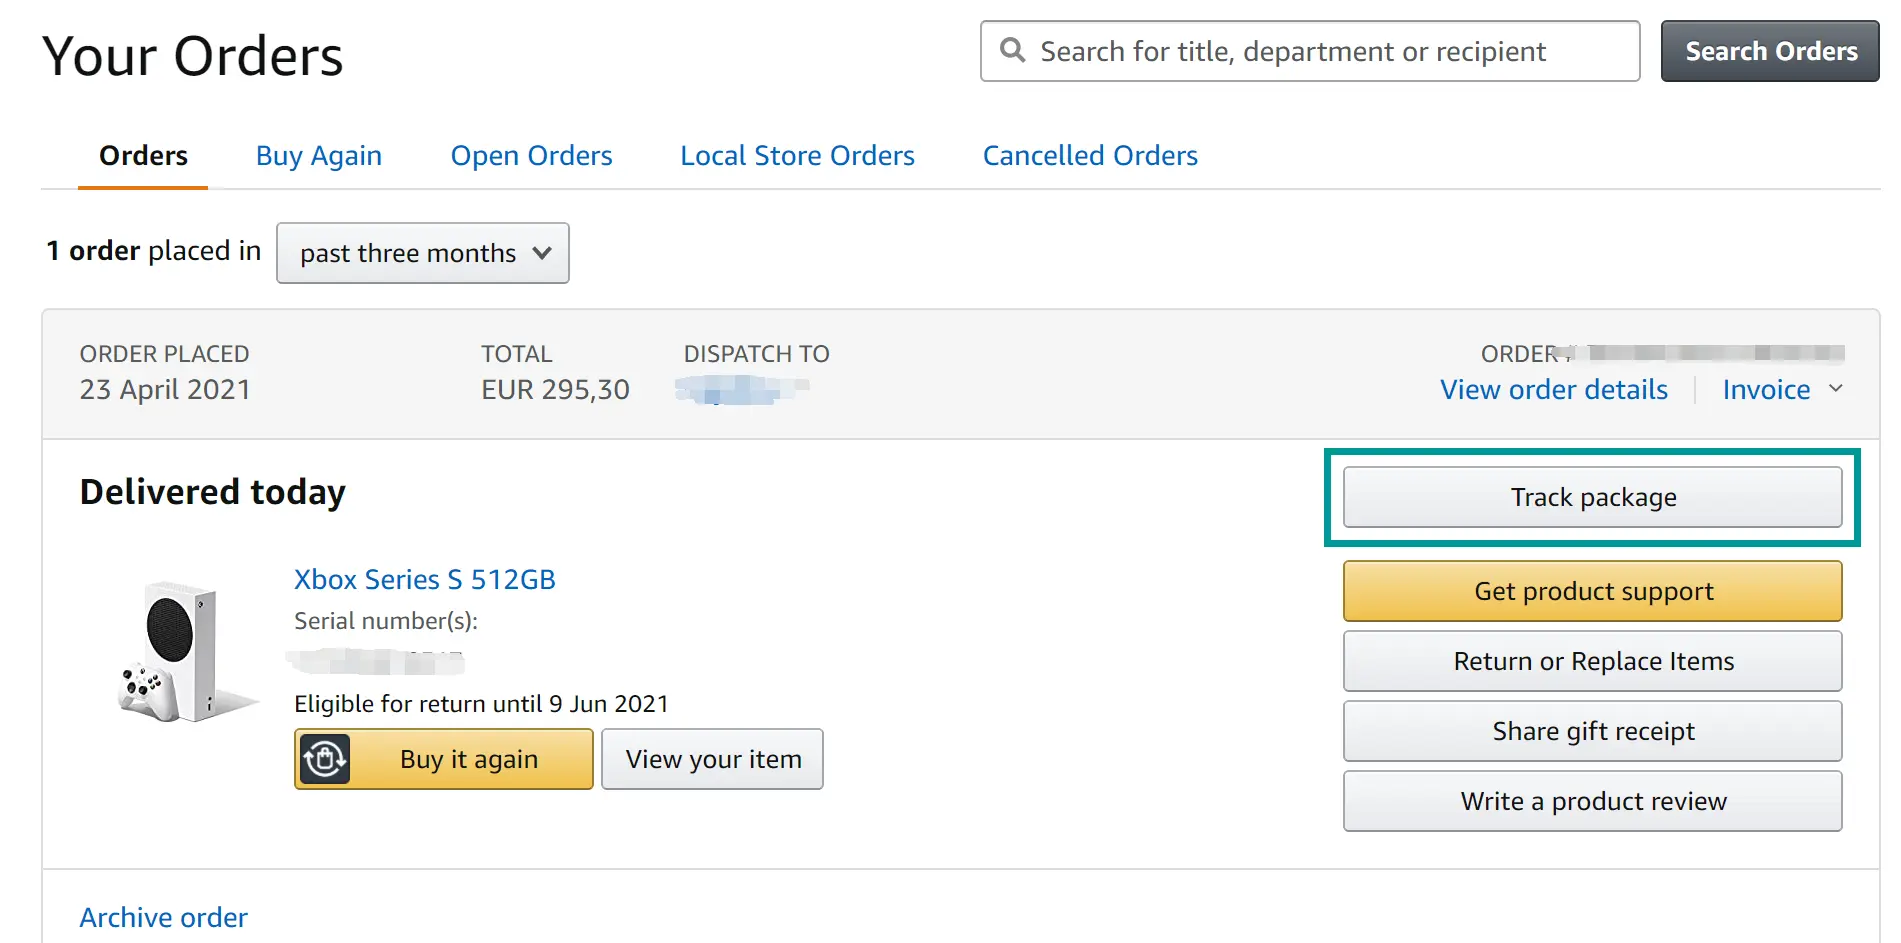 Your Orders
Search for title, department or recipient
Search Orders
Orders
Buy Again
Open Orders
Local Store Orders
Cancelled Orders
1 order placed in
past three months
ORDER PLACED
TOTAL
DISPATCH TO
ORDER
23 April 2021
EUR 295,30
View order details
Invoice
Delivered today
Track package
Xbox Series S 512GB
Get product support
Serial number(s):
Return or Replace Items
Eligible for return until 9 Jun 2021
Share gift receipt
Buy it again
View your item
Write a product review
Archive order